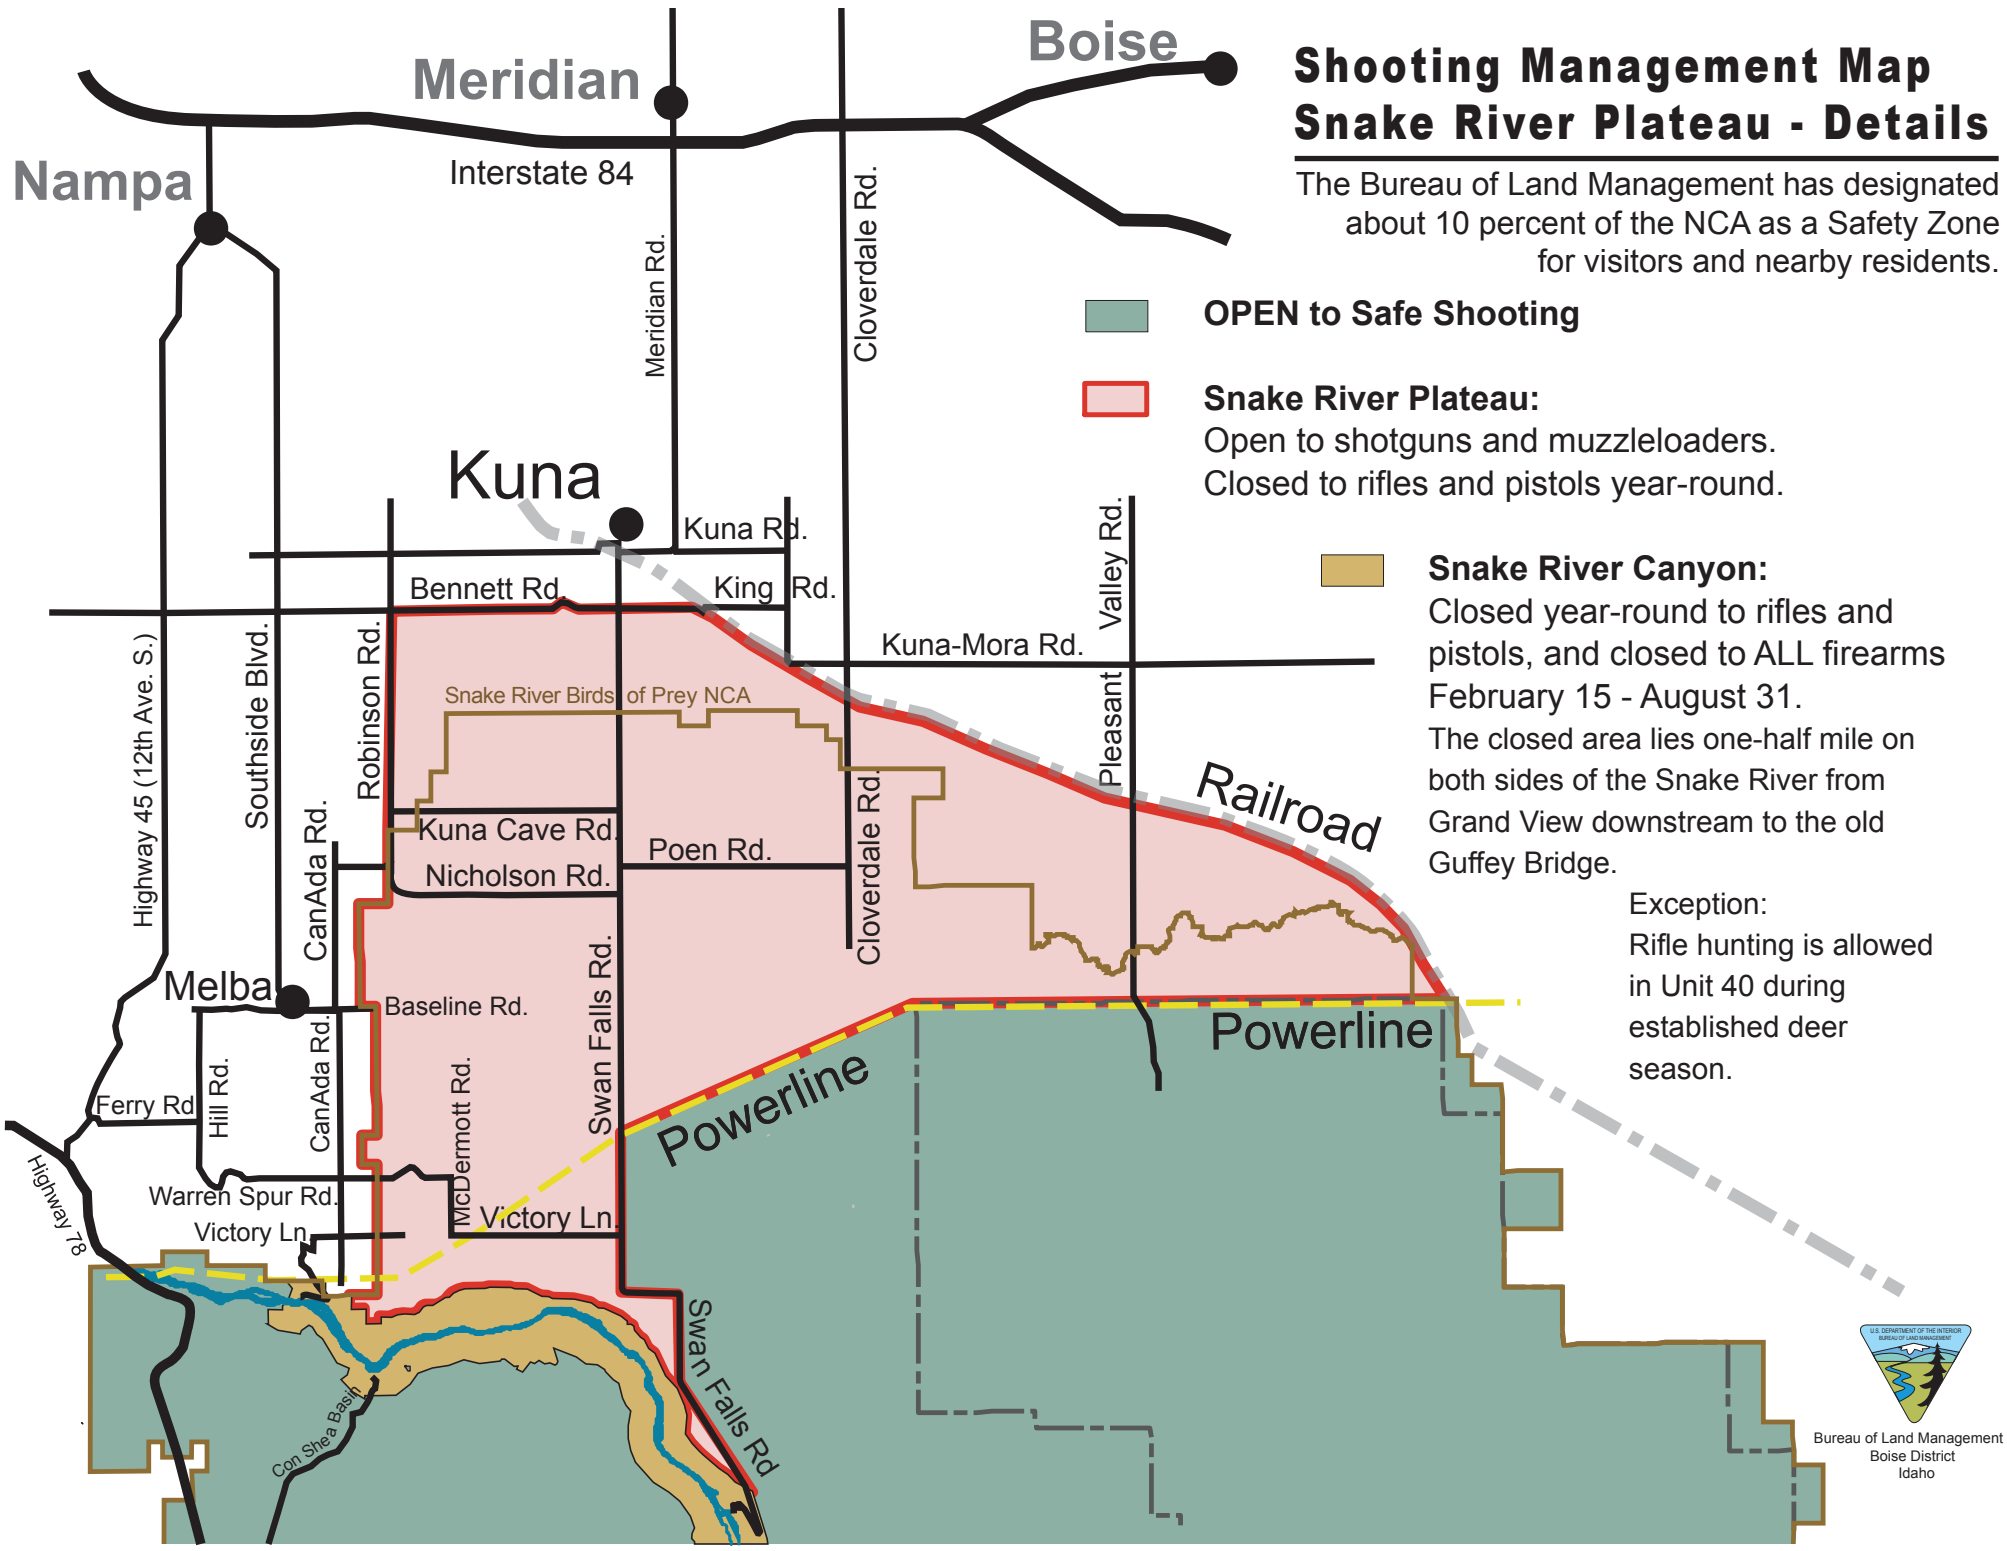 Boise
Meridian
Shooting Management Map
Snake River Plateau - Details
Interstate 84
Nampa
The Bureau of Land Management has designated
about 10 percent of the NCA as a Safety Zone
for visitors and nearby residents.
Meridian Rd.
Cloverdale Rd.
OPEN to Safe Shooting
Snake River Plateau:
Open to shotguns and muzzleloaders.
Closed to rifles and pistols year-round.
Kuna
Kuna Rd.
Bennett Rd.
King Rd.
Pleasant Valley Rd.
Snake River Canyon:
Closed year-round to rifles and
pistols, and closed to ALL firearms
February 15 - August 31.
The closed area lies one-half mile on
both sides of the Snake River from
Grand View downstream to the old
Guffey Bridge.
Exception:
Rifle hunting is allowed
in Unit 40 during
established deer
season.
Highway 45 (12th Ave. S.)
Southside Blvd.
Robinson Rd.
Kuna-Mora Rd.
Snake River Birds of Prey NCA
Railroad
CanAda Rd.
Kuna Cave Rd.
Poen Rd.
Nicholson Rd.
Cloverdale Rd.
Swan Falls Rd.
Melba
Baseline Rd.
Powerline
Powerline
Ferry Rd
Hill Rd.
CanAda Rd.
McDermott Rd.
Highway 78
Warren Spur Rd.
Victory Ln.
Victory Ln.
Swan Falls Rd
Con Shea Basin
U.S. DEPARTMENT OF THE INTERIOR
BUREAU OF LAND MANAGEMENT
Bureau of Land Management
Boise District
Idaho